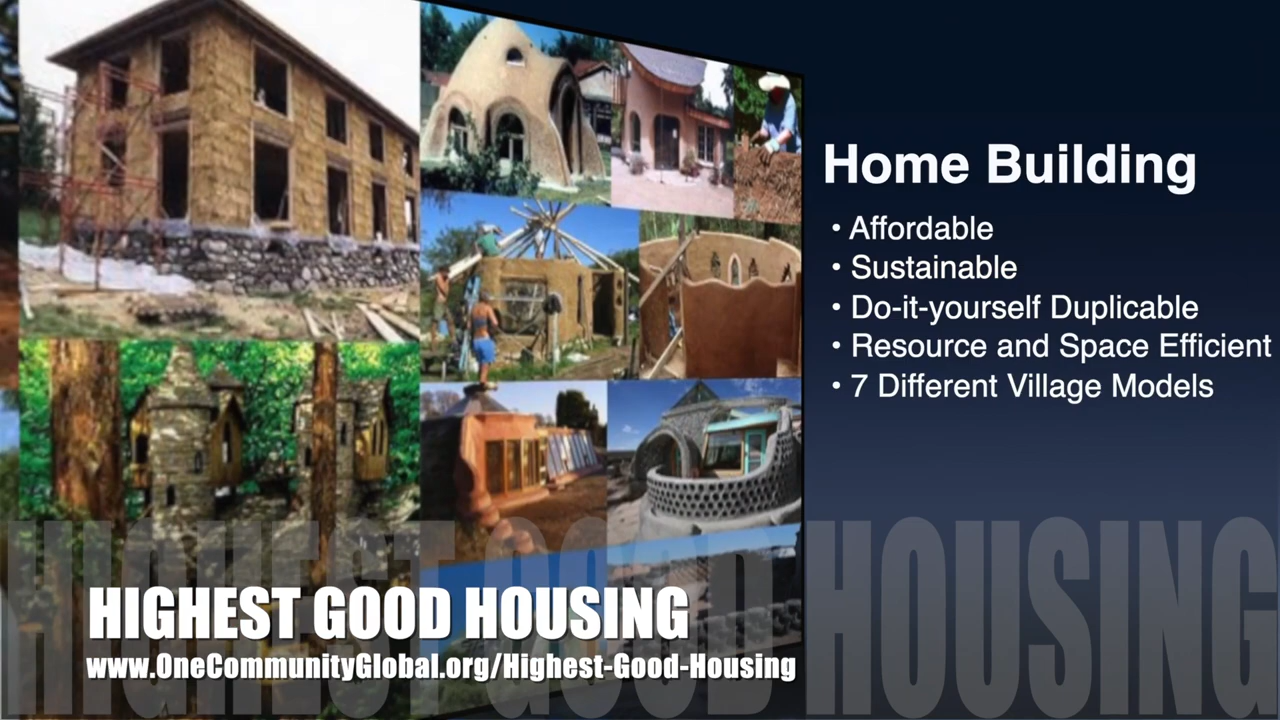 Home Building
• Affordable
• Sustainable
• Do-it-yourself Duplicable
• Resource and Space Efficient
• 7 Different Village Models
HIGHEST GOOD HOUSING
HIGHEST GOOD HOUSING
www.OneCommunityGlobal.org/Highest-Good-Housing